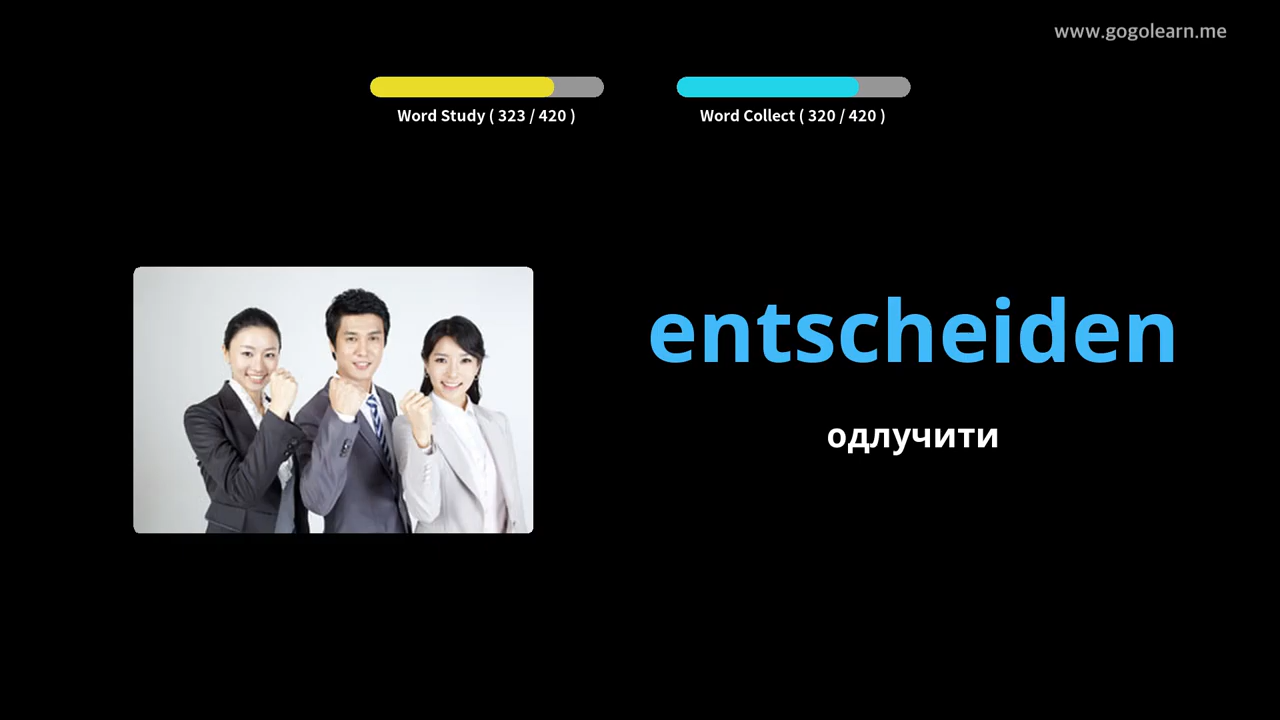 www.gogolearn.me
Word Study ( 323 / 420 )
Word Collect ( 320 / 420 )
entscheiden
одлучити